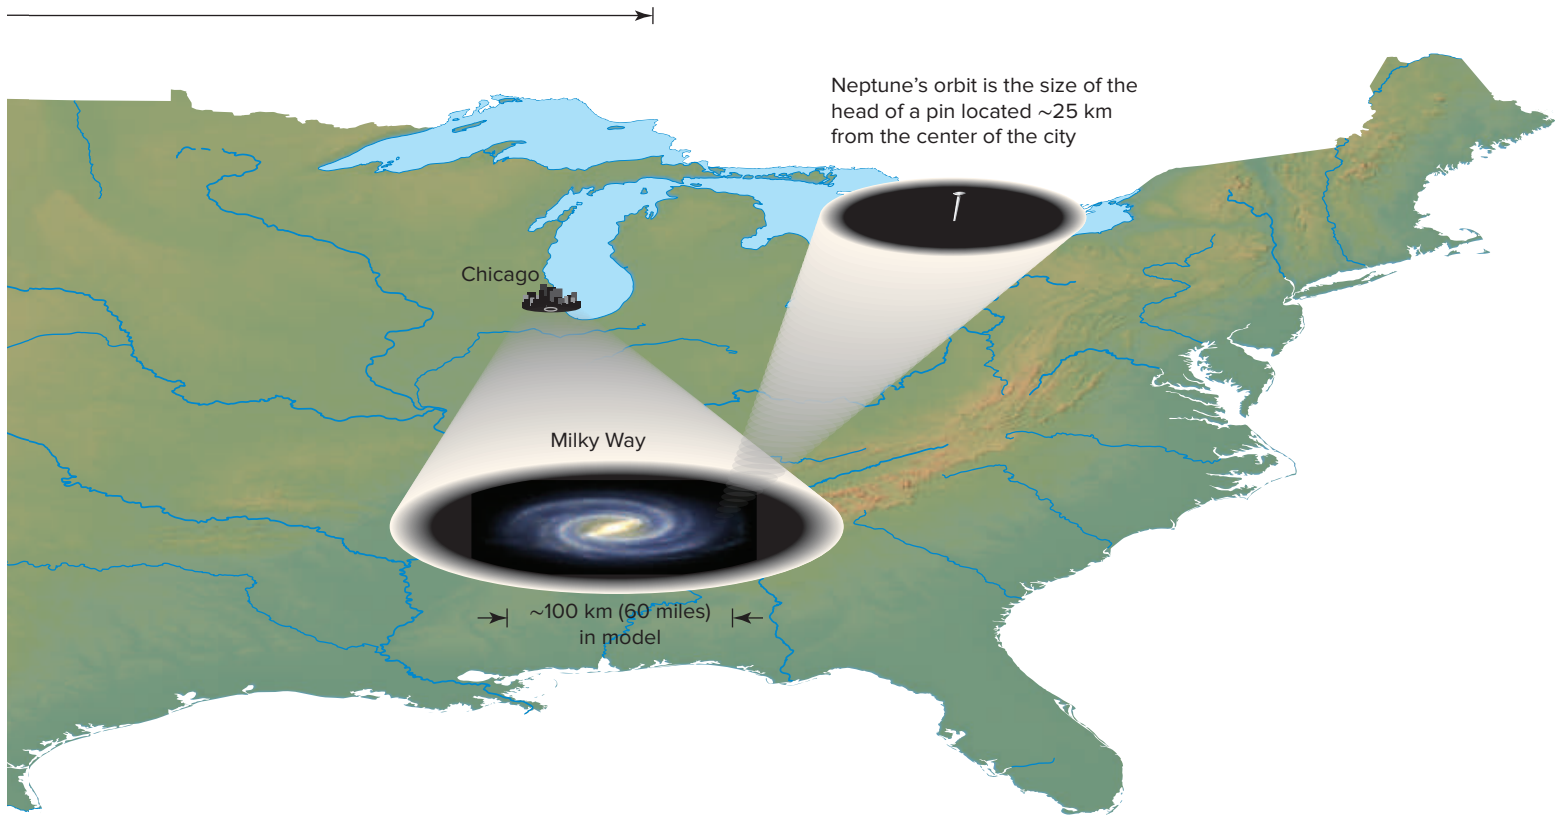 Neptune's orbit is the size of the
head of a pin located ~25 km
from the center of the city
Chicago
Milky Way
~100 km (60 miles)
in model